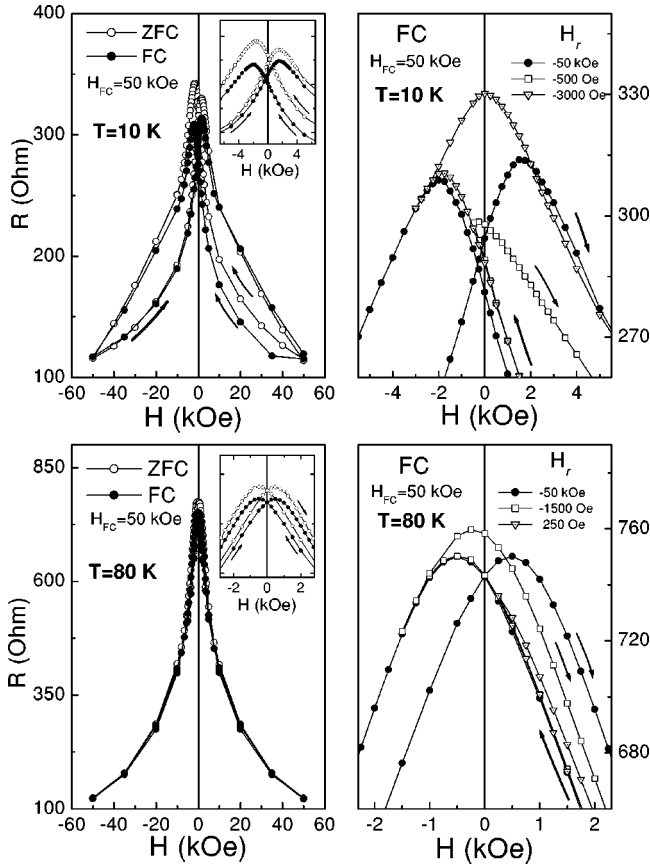 400
300
200
100
R (Ohm)
ZFC
FC
H_FC=50 kOe
T=10 K
-4 0 4
H (kOe)
-60 -40 -20 0 20 40 60
H (kOe)
FC
H_FC=50 kOe
T=10 K
H_r
-50 kOe
-500 Oe
-3000 Oe
330
300
270
-4 -2 0 2 4
H (kOe)
850
600
350
100
R (Ohm)
ZFC
FC
H_FC=50 kOe
T=80 K
-2 0 2
H (kOe)
-60 -40 -20 0 20 40 60
H (kOe)
FC
H_FC=50 kOe
T=80 K
H_r
-50 kOe
-1500 Oe
250 Oe
760
720
680
-2 -1 0 1 2
H (kOe)